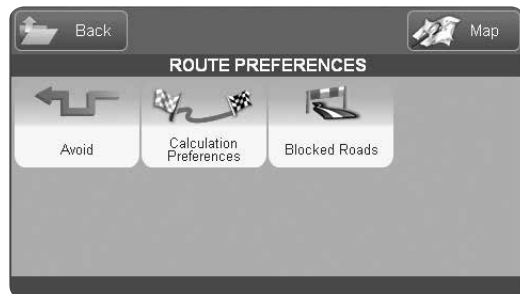 Back
Map
ROUTE PREFERENCES
Avoid
Calculation
Preferences
Blocked Roads